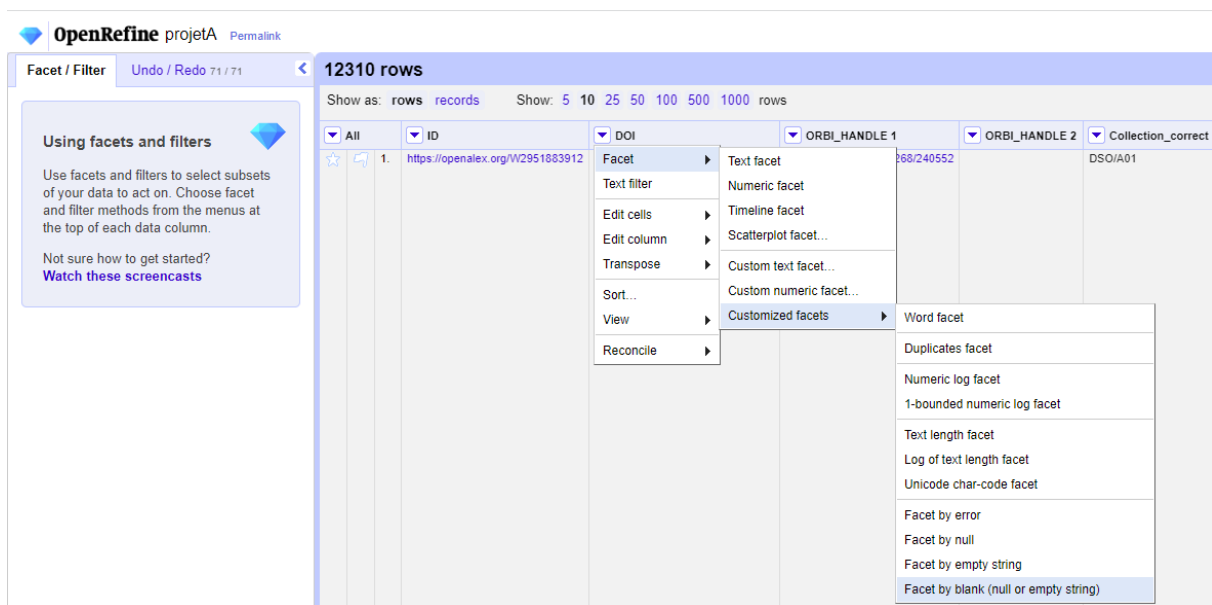 OpenRefine projetA Permalink
Facet / Filter Undo / Redo 71 / 71
12310 rows
Show as: rows records Show: 5 10 25 50 100 500 1000 rows
All ID DOI ORBI_HANDLE 1 ORBI_HANDLE 2 Collection_correct
1. https://openalex.org/W2951883912 268/240552 DSO/A01
Using facets and filters
Use facets and filters to select subsets
of your data to act on. Choose facet
and filter methods from the menus at
the top of each data column.
Not sure how to get started?
Watch these screencasts
Facet
Text filter
Edit cells
Edit column
Transpose
Sort...
View
Reconcile
Text facet
Numeric facet
Timeline facet
Scatterplot facet...
Custom text facet...
Custom numeric facet...
Customized facets
Word facet
Duplicates facet
Numeric log facet
1-bounded numeric log facet
Text length facet
Log of text length facet
Unicode char-code facet
Facet by error
Facet by null
Facet by empty string
Facet by blank (null or empty string)